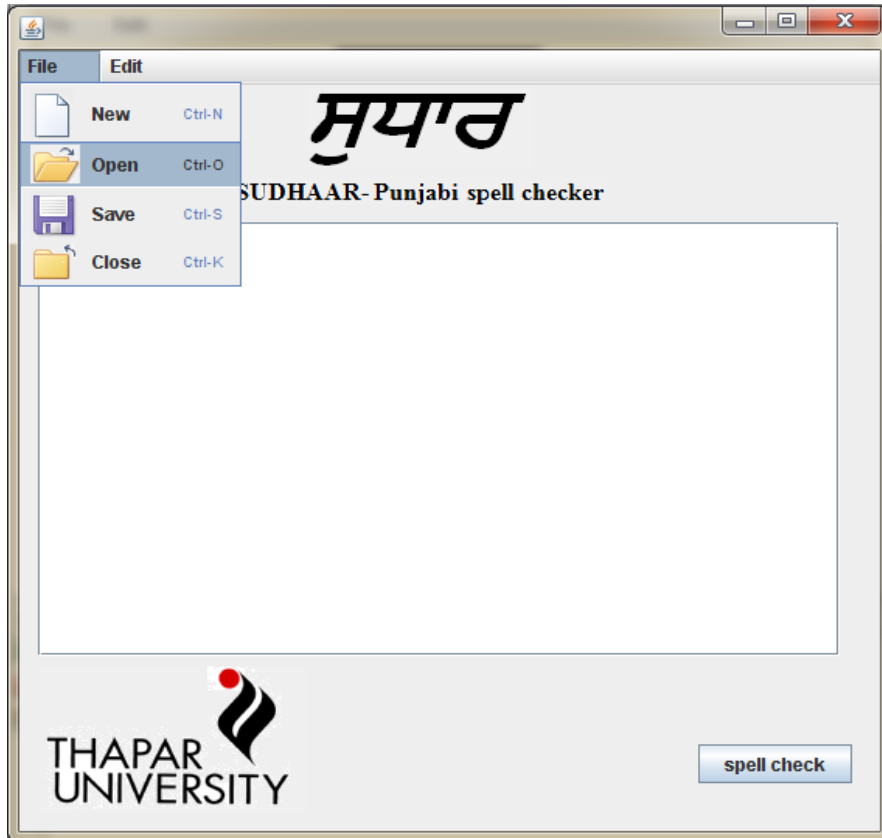 File Edit
New Ctrl-N
ਸੁਧਾਰ
Open Ctrl-O
SUDHAAR- Punjabi spell checker
Save Ctrl-S
Close Ctrl-K
THAPAR
UNIVERSITY
spell check